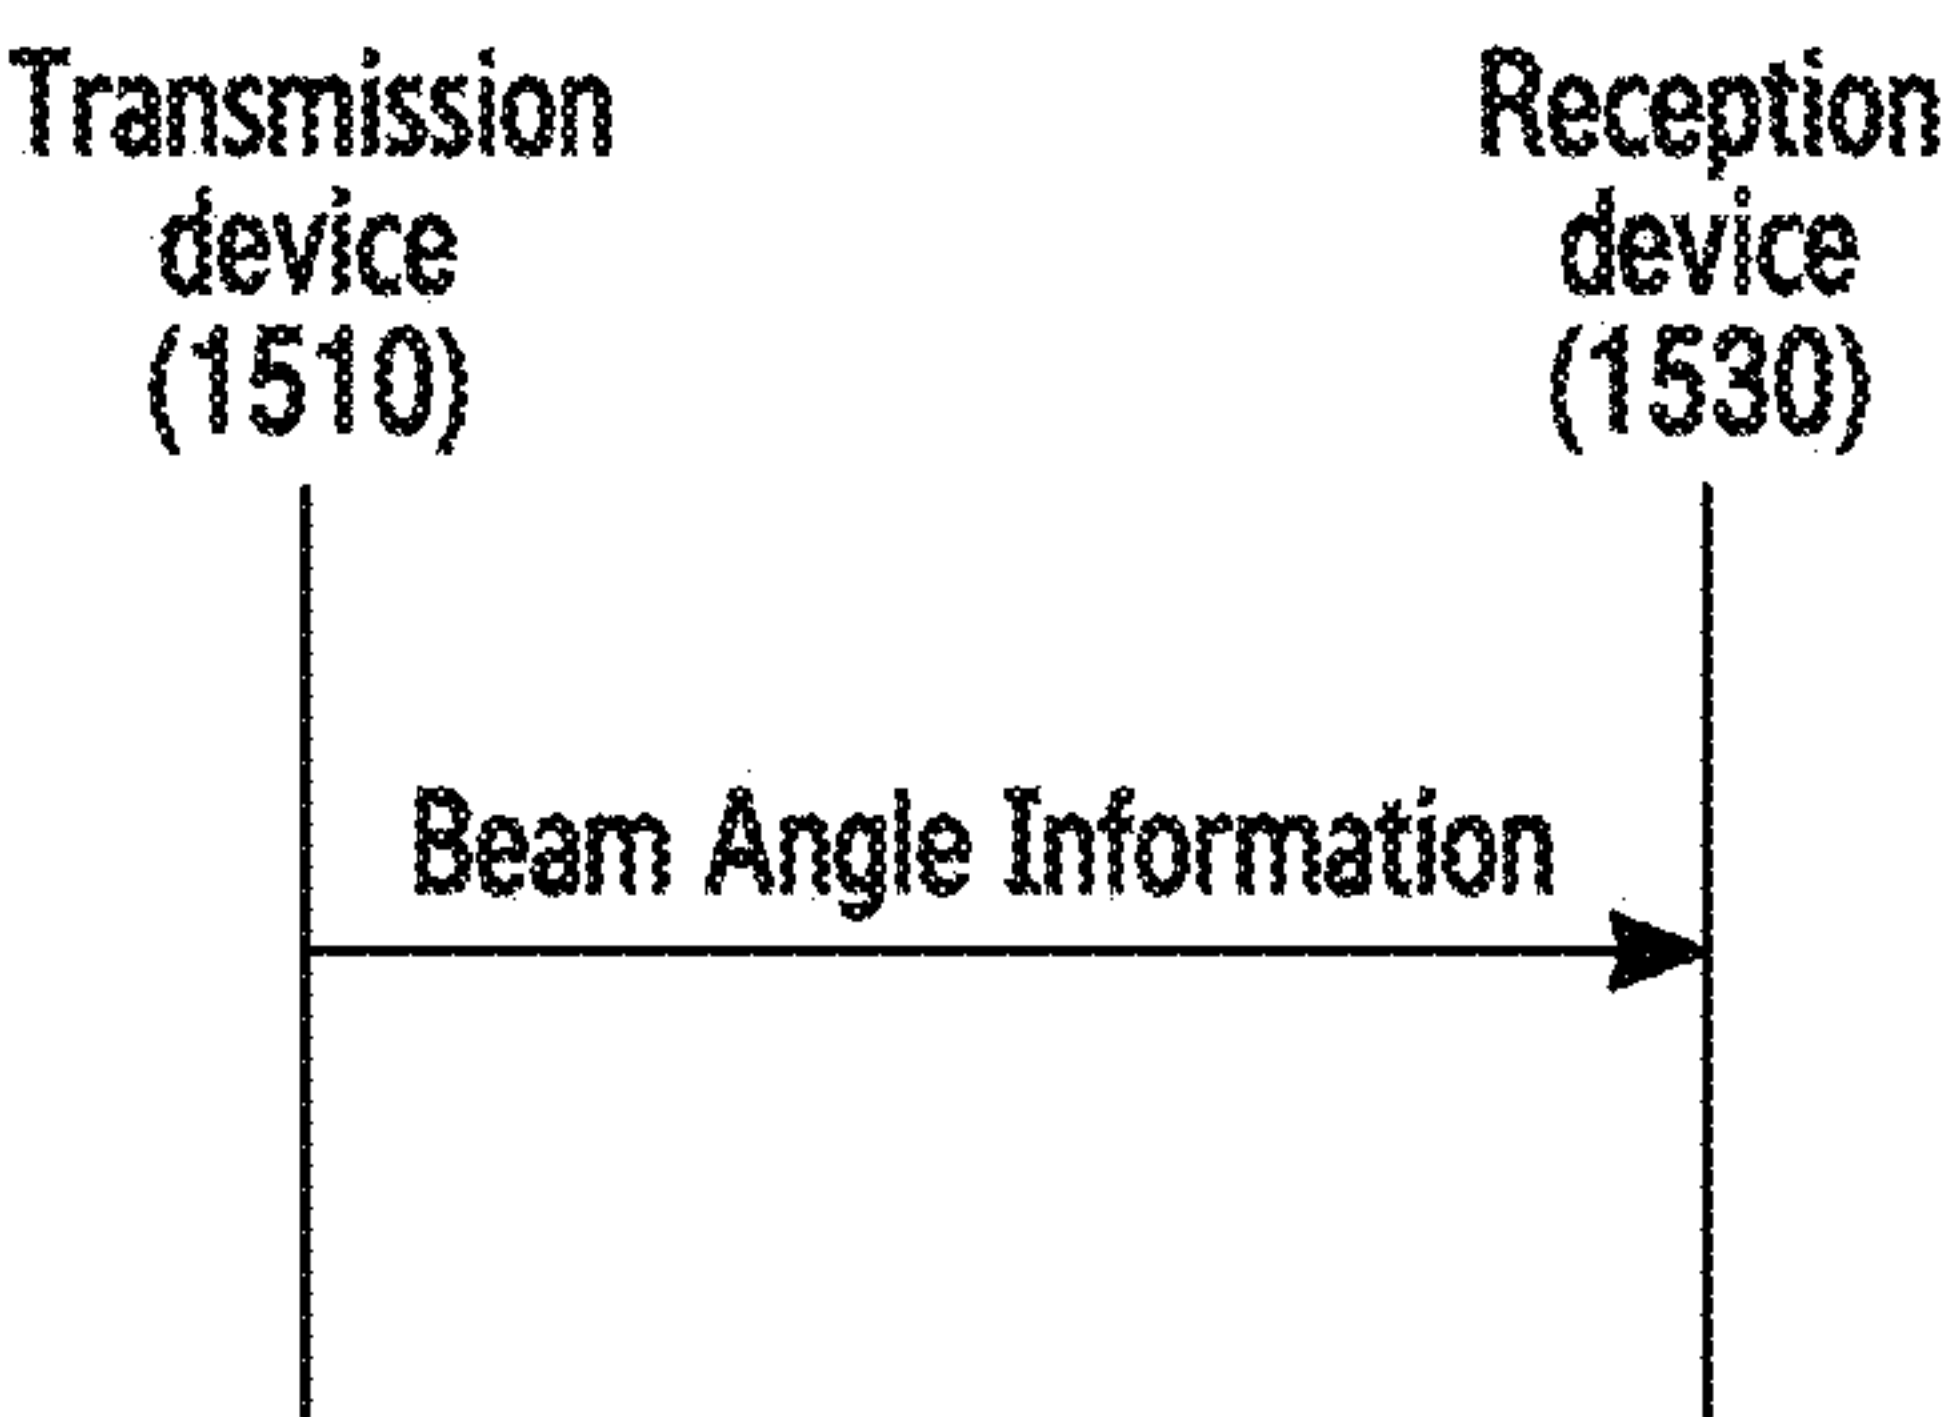 Transmission
device
(1510)
Reception
device
(1530)
Beam Angle Information